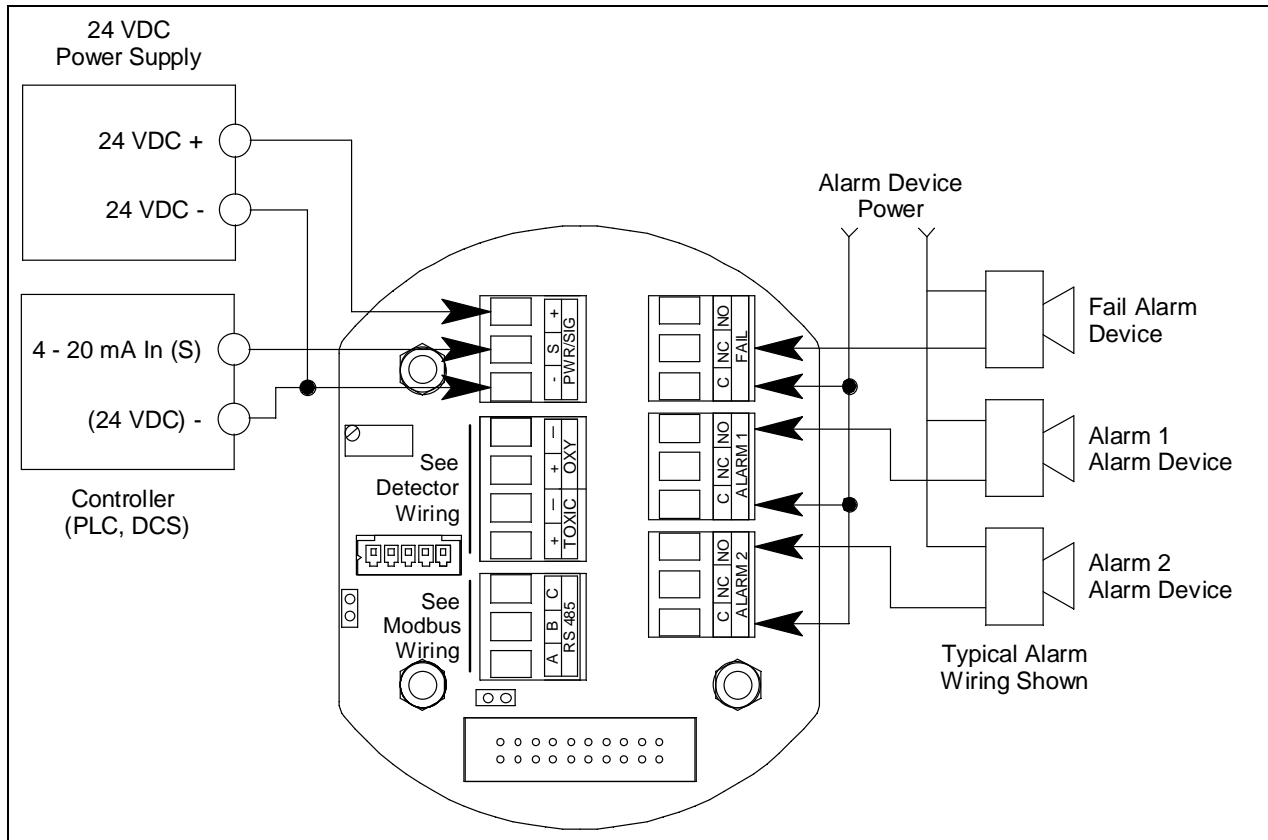 24 VDC
Power Supply
24 VDC +
24 VDC -
4 - 20 mA In (S)
(24 VDC) -
Controller
(PLC, DCS)
+
S
-
PWR/SIG
See
Detector
Wiring
–
+
OXY
–
+
TOXIC
See
Modbus
Wiring
C
B
A
RS 485
NO
NC
C
FAIL
NO
NC
C
ALARM 1
NO
NC
C
ALARM 2
Alarm Device
Power
Fail Alarm
Device
Alarm 1
Alarm Device
Alarm 2
Alarm Device
Typical Alarm
Wiring Shown